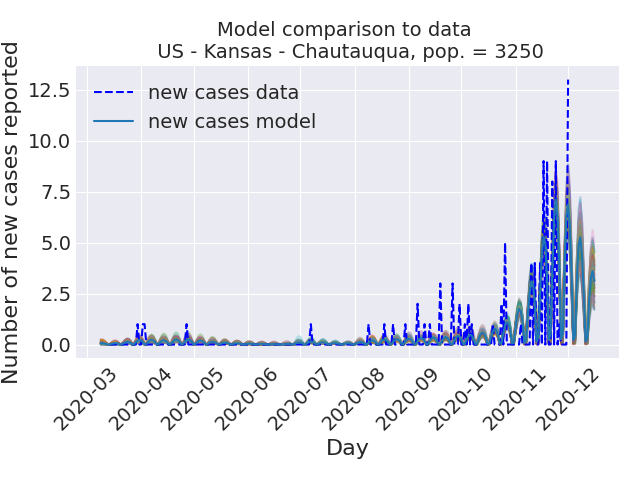 Model comparison to data
US - Kansas - Chautauqua, pop. = 3250
Number of new cases reported
12.5
10.0
7.5
5.0
2.5
0.0
new cases data
new cases model
2020-03
2020-04
2020-05
2020-06
2020-07
2020-08
2020-09
2020-10
2020-11
2020-12
Day